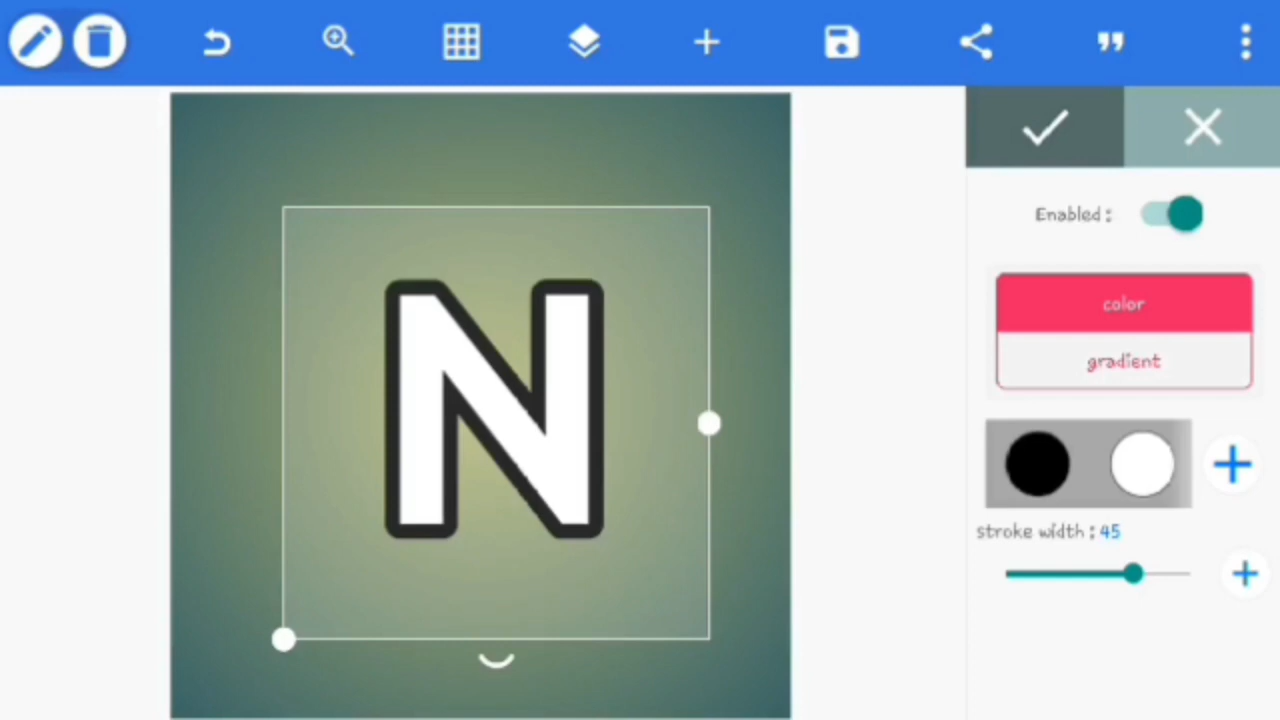 N
Enabled :
color
gradient
stroke width : 45